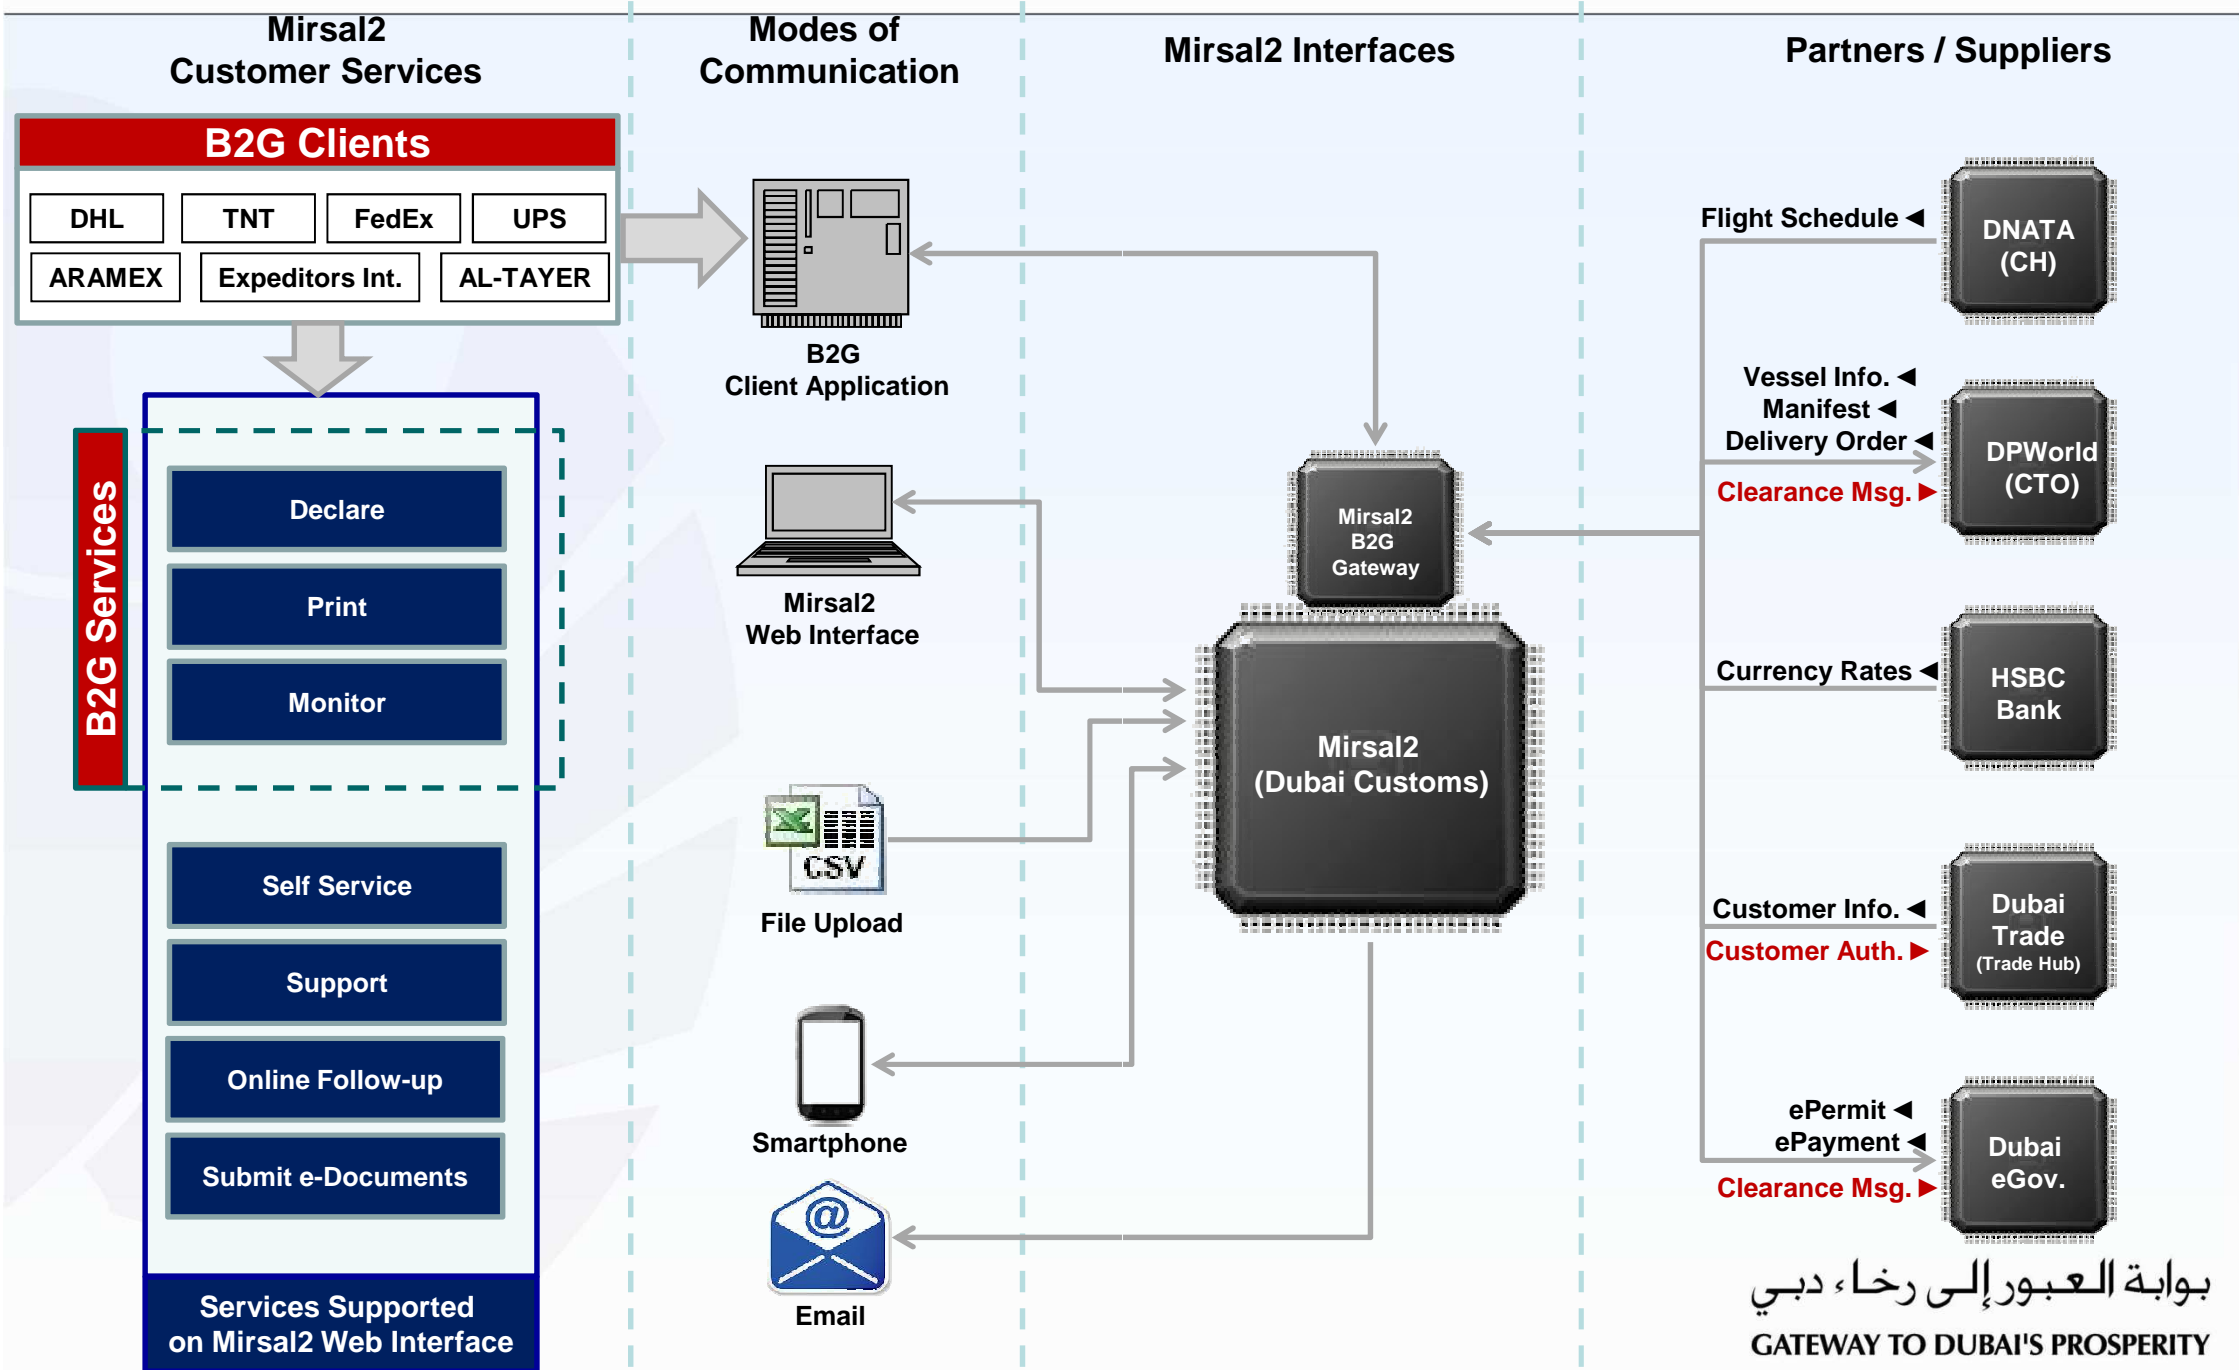 Mirsal2
Customer Services
Modes of
Communication
Mirsal2 Interfaces
Partners / Suppliers
B2G Clients
DHL
TNT
FedEx
UPS
ARAMEX
Expeditors Int.
AL-TAYER
B2G Services
Declare
Print
Monitor
Self Service
Support
Online Follow-up
Submit e-Documents
Services Supported
on Mirsal2 Web Interface
B2G
Client Application
Mirsal2
Web Interface
CSV
File Upload
Smartphone
@
Email
Mirsal2
B2G
Gateway
Mirsal2
(Dubai Customs)
Flight Schedule ◄
DNATA
(CH)
Vessel Info. ◄
Manifest ◄
Delivery Order ◄
Clearance Msg. ►
DPWorld
(CTO)
Currency Rates ◄
HSBC
Bank
Customer Info. ◄
Customer Auth. ►
Dubai
Trade
(Trade Hub)
ePermit ◄
ePayment ◄
Clearance Msg. ►
Dubai
eGov.
بوابة العبور إلى رخاء دبي
GATEWAY TO DUBAI'S PROSPERITY